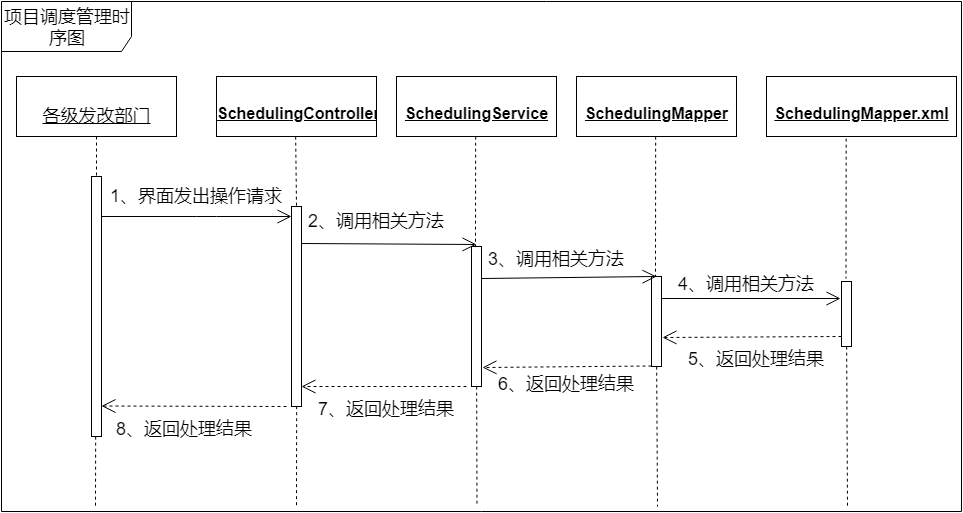 项目调度管理时
序图
各级发改部门
SchedulingController
SchedulingService
SchedulingMapper
SchedulingMapper.xml
1、界面发出操作请求
2、调用相关方法
3、调用相关方法
4、调用相关方法
5、返回处理结果
6、返回处理结果
7、返回处理结果
8、返回处理结果